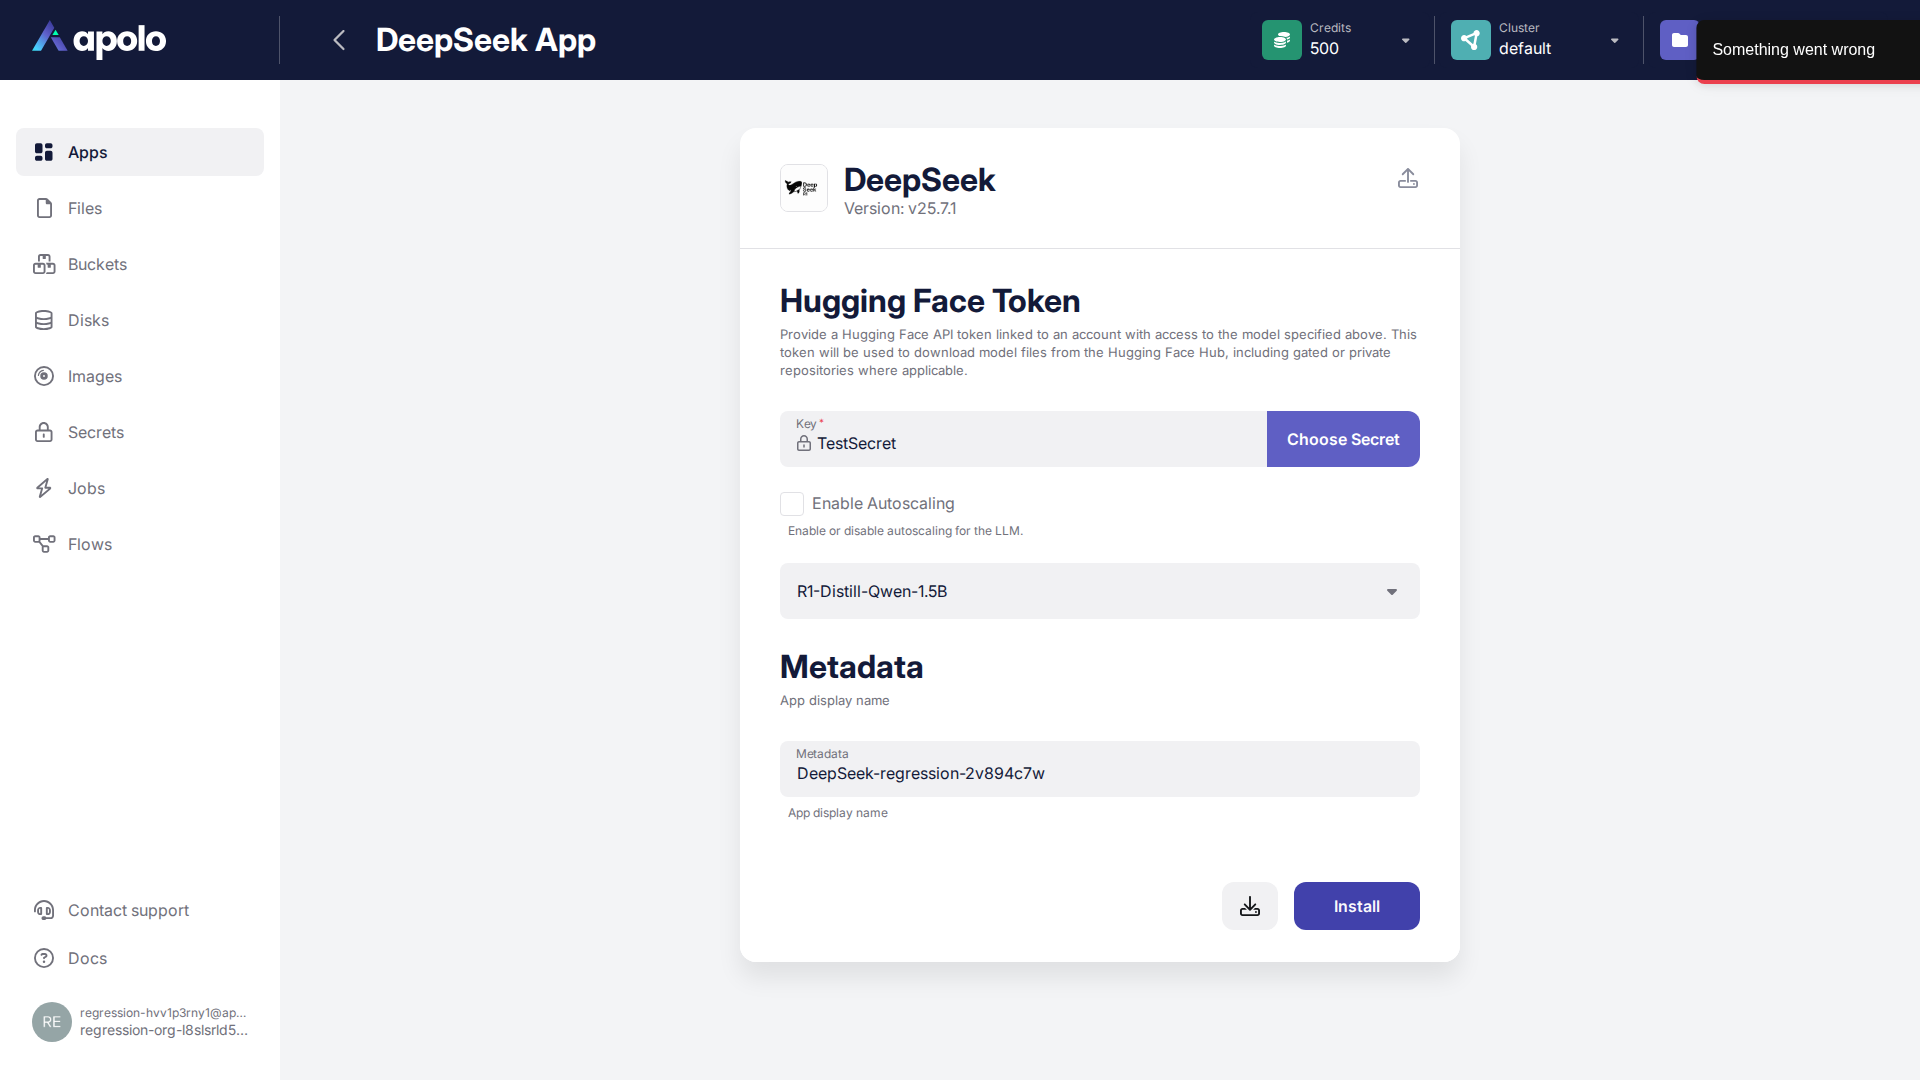 apolo
DeepSeek App
Credits
500
Cluster
default
Something went wrong
Apps
Files
Buckets
Disks
Images
Secrets
Jobs
Flows
Contact support
Docs
RE
regression-hvv1p3rny1@ap...
regression-org-l8slsrld5...
Deep
Seek
DeepSeek
Version: v25.7.1
Hugging Face Token
Provide a Hugging Face API token linked to an account with access to the model specified above. This
token will be used to download model files from the Hugging Face Hub, including gated or private
repositories where applicable.
Key *
TestSecret
Choose Secret
Enable Autoscaling
Enable or disable autoscaling for the LLM.
R1-Distill-Qwen-1.5B
Metadata
App display name
Metadata
DeepSeek-regression-2v894c7w
App display name
Install